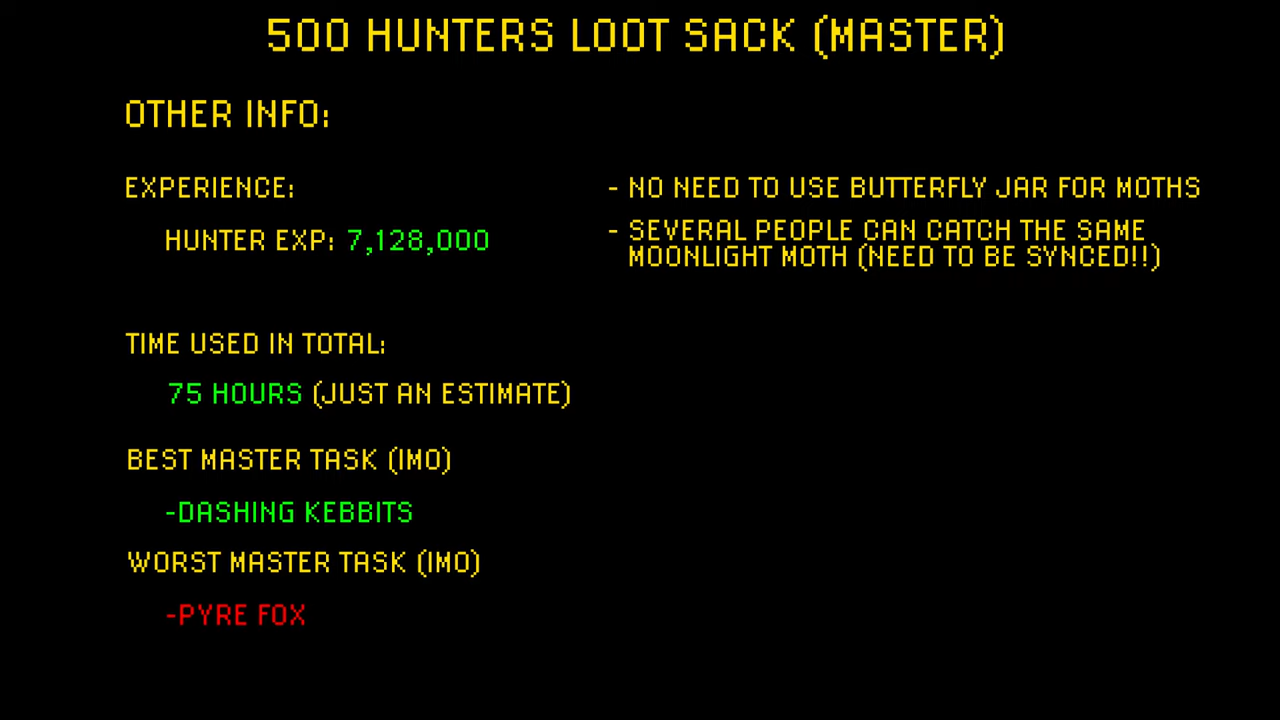 500 HUNTERS LOOT SACK (MASTER)
OTHER INFO:
EXPERIENCE:
HUNTER EXP: 7,128,000
- NO NEED TO USE BUTTERFLY JAR FOR MOTHS
- SEVERAL PEOPLE CAN CATCH THE SAME
MOONLIGHT MOTH (NEED TO BE SYNCED!!)
TIME USED IN TOTAL:
75 HOURS (JUST AN ESTIMATE)
BEST MASTER TASK (IMO)
-DASHING KEBBITS
WORST MASTER TASK (IMO)
-PYRE FOX